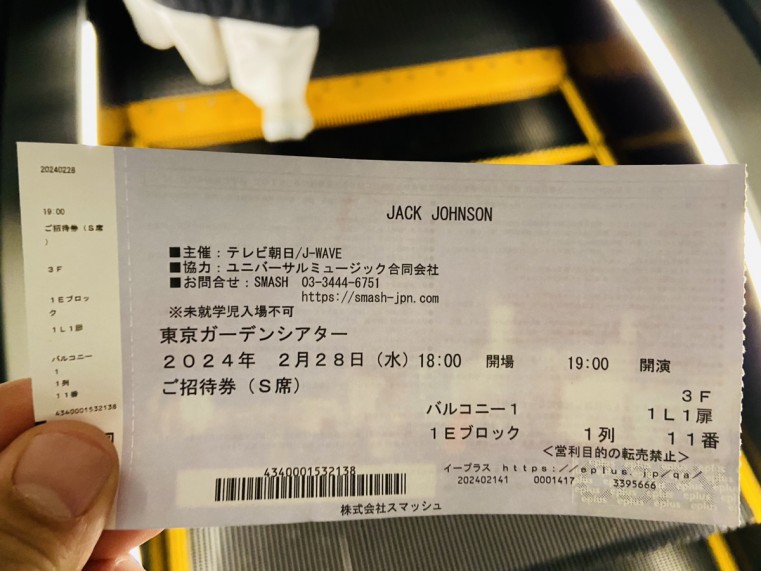 20240228
19:00
ご招待券（S席
）
3F
1Eブロッ
ク
1L1扉
バルコニー
1
1列
11番
4340001532138
JACK JOHNSON
■主催：テレビ朝日/J-WAVE
■協力：ユニバーサルミュージック合同会社
■お問合せ：SMASH 03-3444-6751
https://smash-jpn.com
※未就学児入場不可
東京ガーデンシアター
2024年 2月28日（水）18:00 開場 19:00 開演
ご招待券（S席）
3F
バルコニー1 1L1扉
1Eブロック 1列 11番
＜営利目的の転売禁止＞
イープラス https://eplus.jp/qa/
202402141 0001417 3395666
4340001532138
株式会社スマッシュ